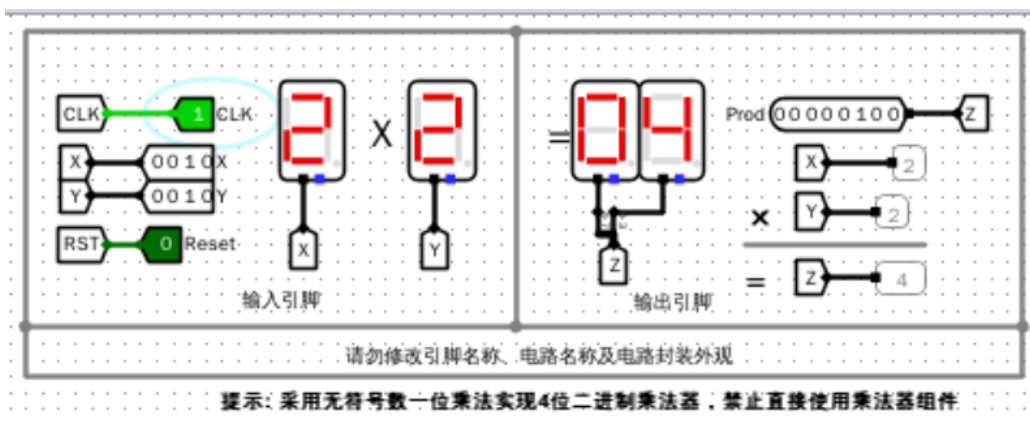 CLK 1 CLK
X 0010 X
Y 0010 Y
RST 0 Reset
2 X 2
X Y
输入引脚
= 04
Z
Prod 00000100 Z
X 2
× Y 2
= Z 4
输出引脚
请勿修改引脚名称、电路名称及电路封装外观
提示: 采用无符号数一位乘法实现4位二进制乘法器，禁止直接使用乘法器组件